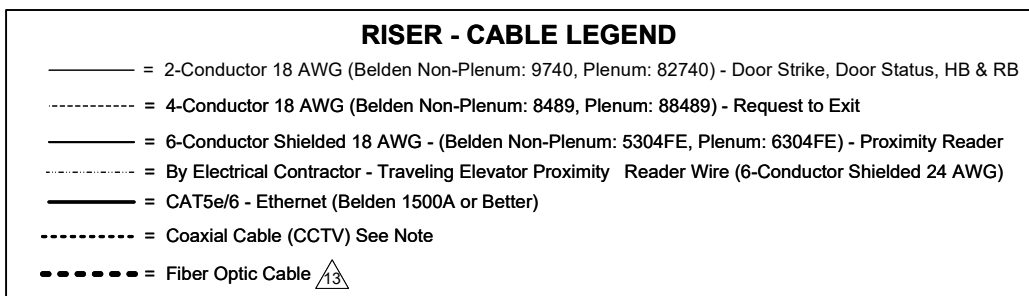 RISER - CABLE LEGEND
= 2-Conductor 18 AWG (Belden Non-Plenum: 9740, Plenum: 82740) - Door Strike, Door Status, HB & RB
= 4-Conductor 18 AWG (Belden Non-Plenum: 8489, Plenum: 88489) - Request to Exit
= 6-Conductor Shielded 18 AWG - (Belden Non-Plenum: 5304FE, Plenum: 6304FE) - Proximity Reader
= By Electrical Contractor - Traveling Elevator Proximity Reader Wire (6-Conductor Shielded 24 AWG)
= CAT5e/6 - Ethernet (Belden 1500A or Better)
= Coaxial Cable (CCTV) See Note
= Fiber Optic Cable 13